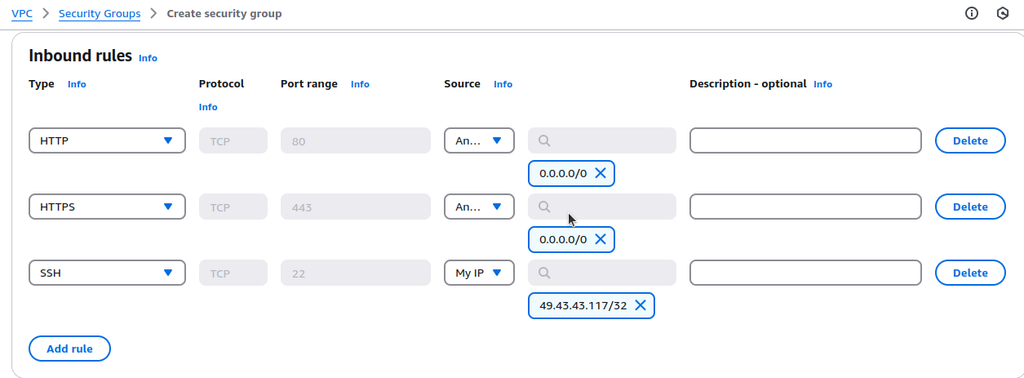 VPC > Security Groups > Create security group
Inbound rules Info
Type Info Protocol Info Port range Info Source Info Description - optional Info
HTTP TCP 80 An... Delete
0.0.0.0/0
HTTPS TCP 443 An... Delete
0.0.0.0/0
SSH TCP 22 My IP Delete
49.43.43.117/32
Add rule